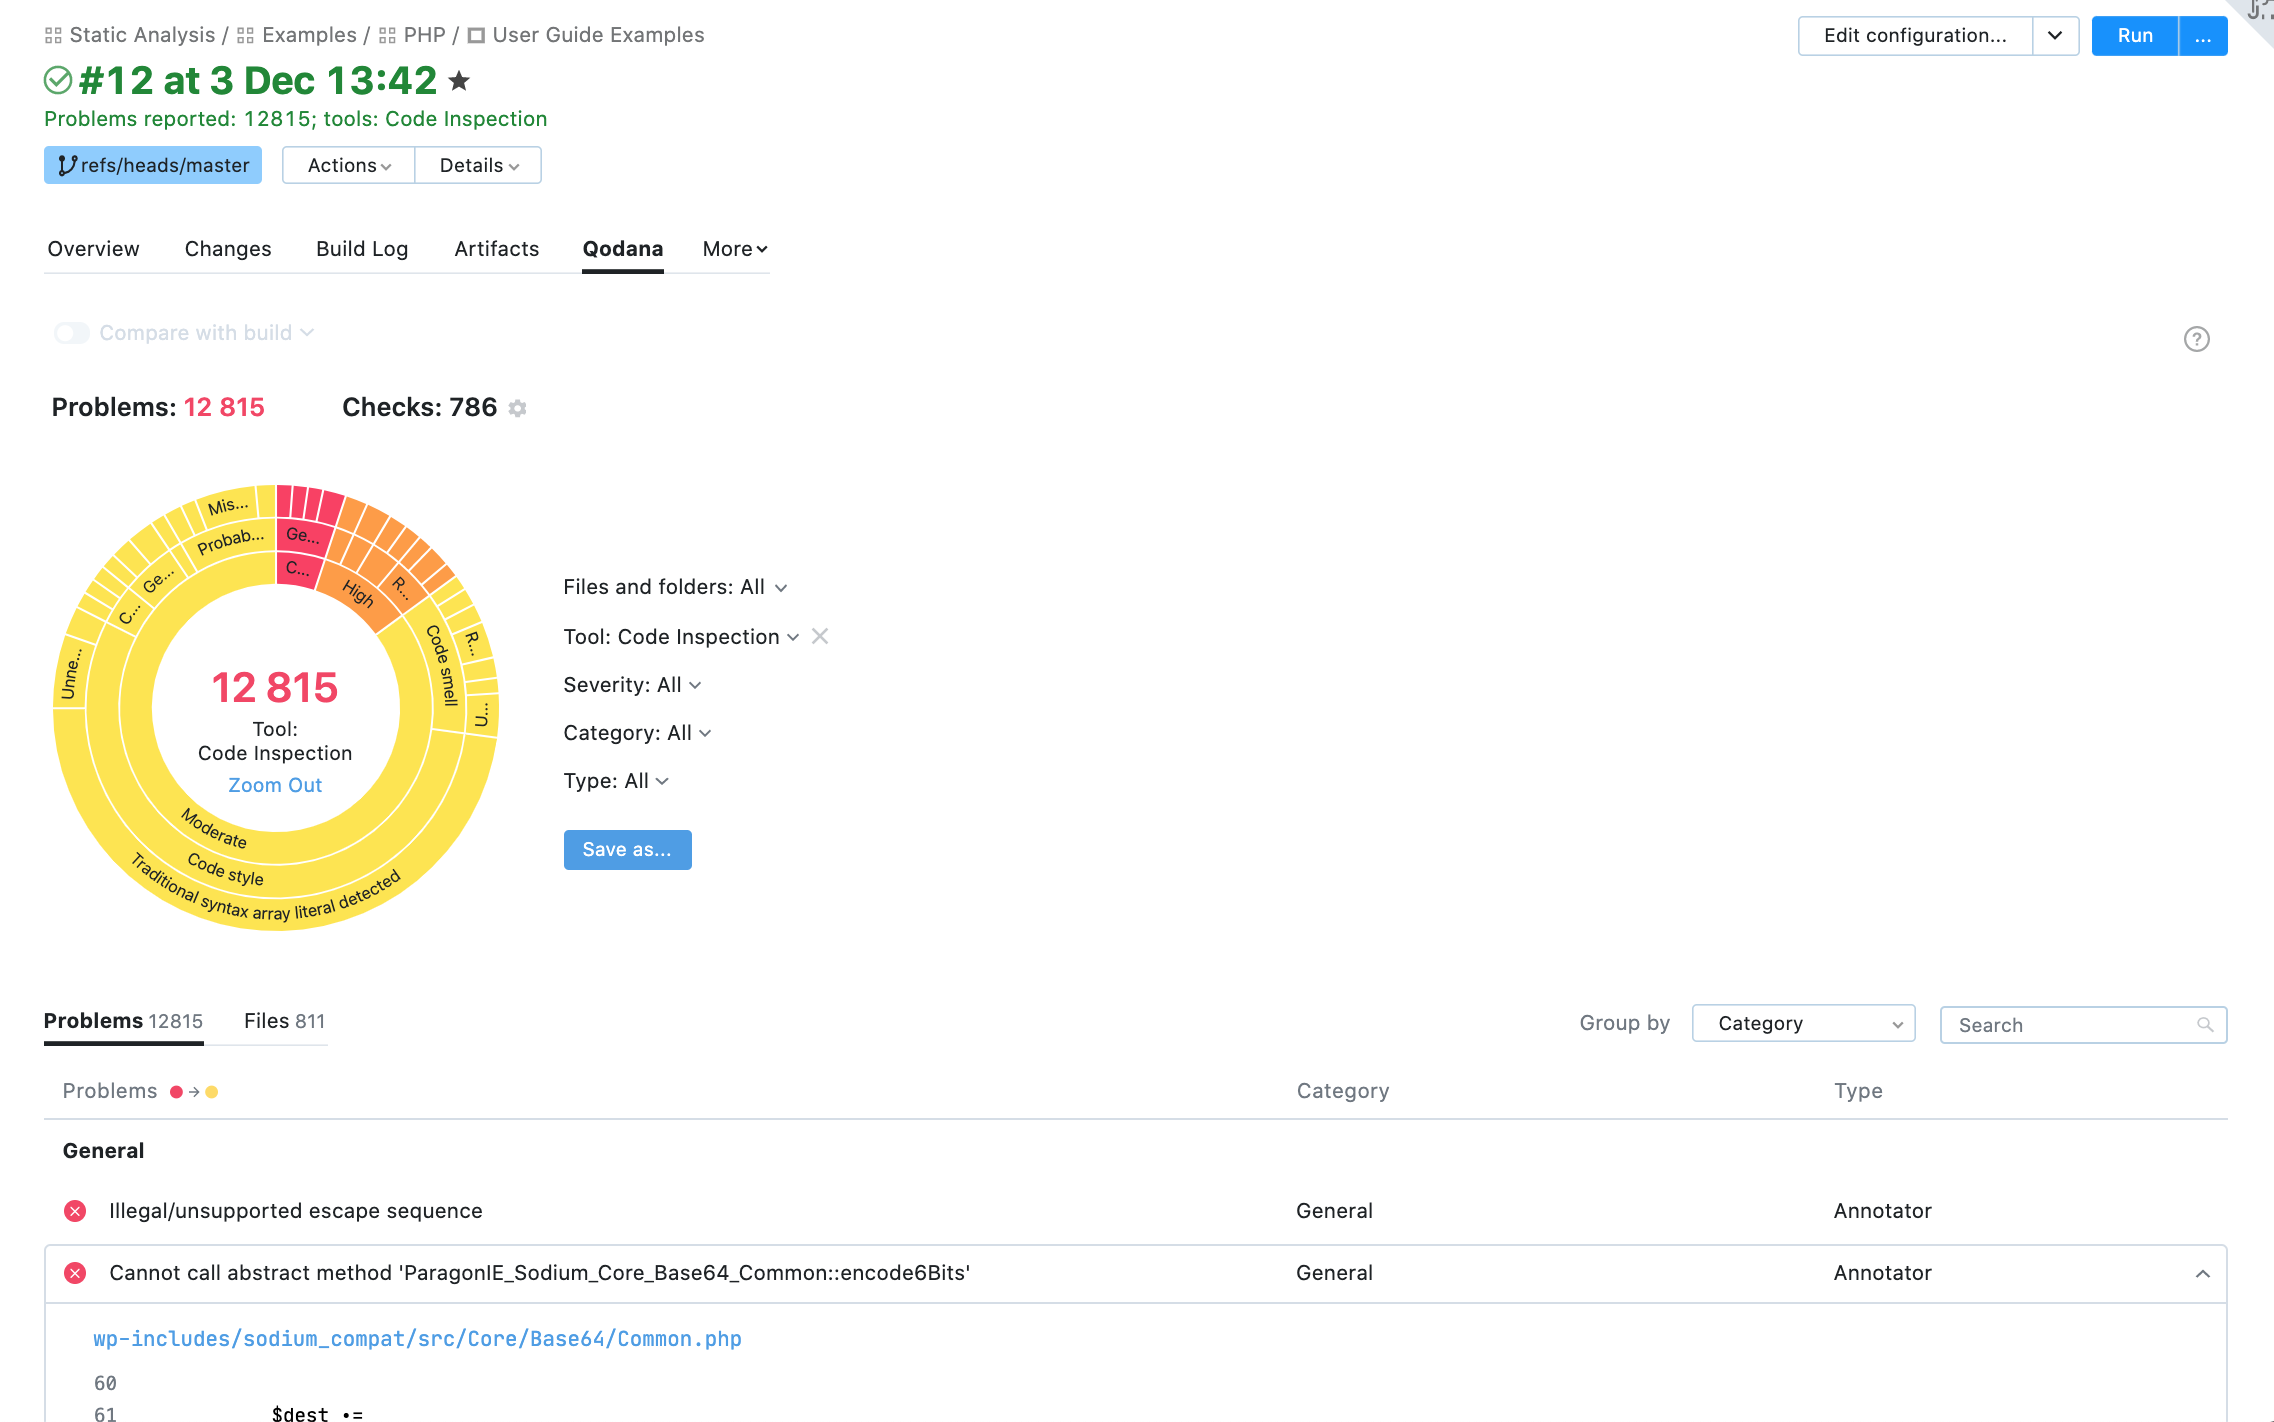 Static Analysis / Examples / PHP / User Guide Examples
Edit configuration...
Run
...
#12 at 3 Dec 13:42
Problems reported: 12815; tools: Code Inspection
refs/heads/master
Actions
Details
Overview
Changes
Build Log
Artifacts
Qodana
More
Compare with build
?
Problems: 12 815
Checks: 786
Mis...
Probab...
Ge...
C...
High
R...
Code smell
R...
U...
Ge...
C...
Unne...
12 815
Tool:
Code Inspection
Zoom Out
Moderate
Code style
Traditional syntax array literal detected
Files and folders: All
Tool: Code Inspection
Severity: All
Category: All
Type: All
Save as...
Problems 12815
Files 811
Group by
Category
Search
Problems
Category
Type
General
Illegal/unsupported escape sequence
General
Annotator
Cannot call abstract method 'ParagonIE_Sodium_Core_Base64_Common::encode6Bits'
General
Annotator
wp-includes/sodium_compat/src/Core/Base64/Common.php
60
61 $dest .=